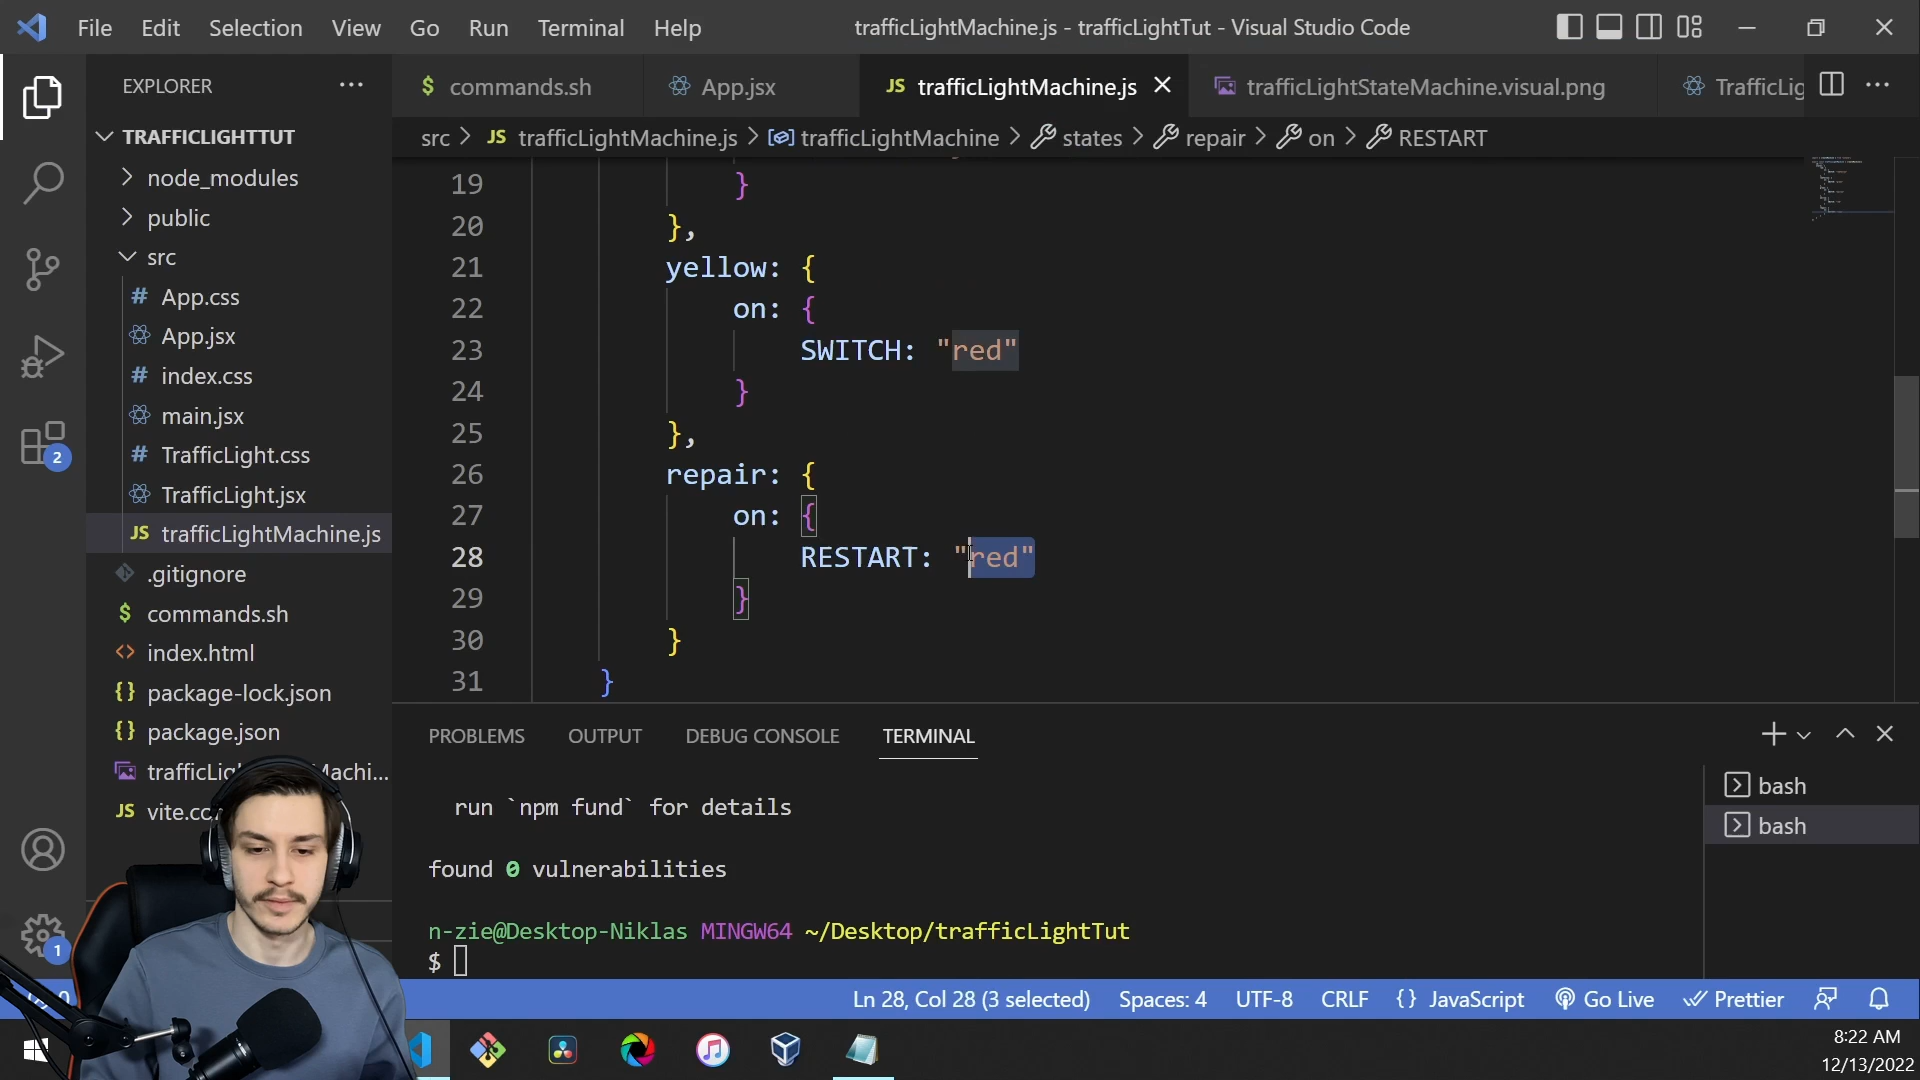 File Edit Selection View Go Run Terminal Help
trafficLightMachine.js - trafficLightTut - Visual Studio Code
EXPLORER
commands.sh
App.jsx
JS trafficLightMachine.js
trafficLightStateMachine.visual.png
TrafficLig
src > JS trafficLightMachine.js > trafficLightMachine > states > repair > on > RESTART
TRAFFICLIGHTTUT
node_modules
public
src
# App.css
App.jsx
# index.css
main.jsx
# TrafficLight.css
TrafficLight.jsx
JS trafficLightMachine.js
.gitignore
$ commands.sh
<> index.html
{} package-lock.json
{} package.json
JS
2
1
19 }
20 },
21 yellow: {
22 on: {
23 SWITCH: "red"
24 }
25 },
26 repair: {
27 on: {
28 RESTART: "red"
29 }
30 }
31 }
PROBLEMS OUTPUT DEBUG CONSOLE TERMINAL
run `npm fund` for details
found 0 vulnerabilities
n-zie@Desktop-Niklas MINGW64 ~/Desktop/trafficLightTut
$
bash
bash
Ln 28, Col 28 (3 selected) Spaces: 4 UTF-8 CRLF {} JavaScript Go Live Prettier
8:22 AM
12/13/2022